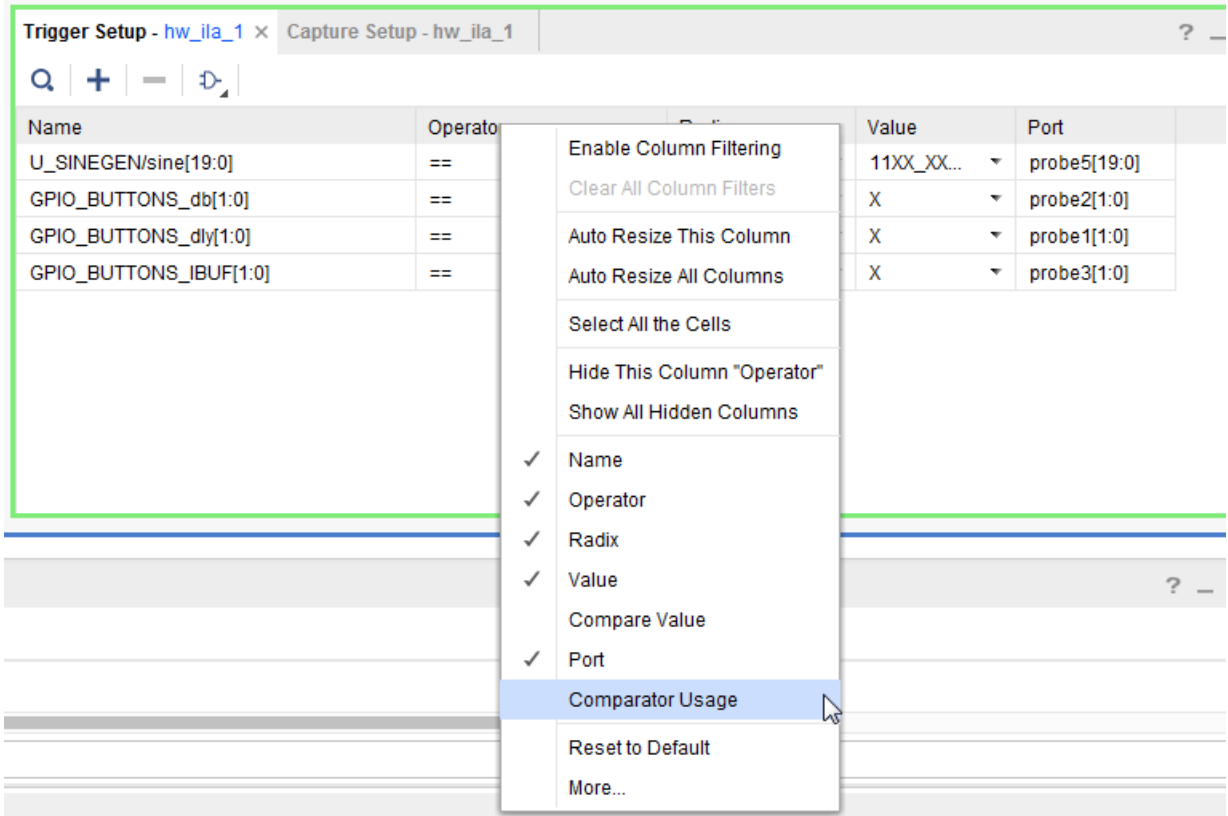 Trigger Setup - hw_ila_1 × Capture Setup - hw_ila_1 ? _
Name Value Port
U_SINEGEN/sine[19:0] == 11XX_XX... probe5[19:0]
GPIO_BUTTONS_db[1:0] == X probe2[1:0]
GPIO_BUTTONS_dly[1:0] == X probe1[1:0]
GPIO_BUTTONS_IBUF[1:0] == X probe3[1:0]
Enable Column Filtering
Clear All Column Filters
Auto Resize This Column
Auto Resize All Columns
Select All the Cells
Hide This Column "Operator"
Show All Hidden Columns
✓ Name
✓ Operator
✓ Radix
✓ Value
Compare Value
✓ Port
Comparator Usage
Reset to Default
More...
? _